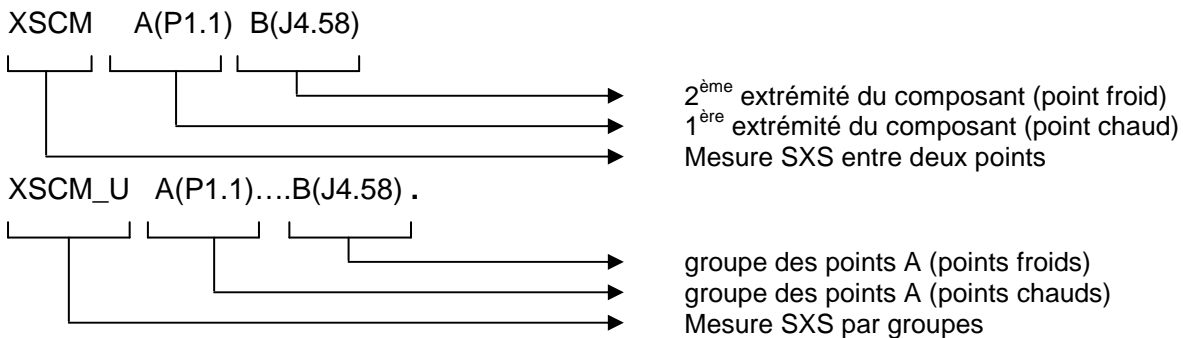 XSCM A(P1.1) B(J4.58)
2ème extrémité du composant (point froid)
1ère extrémité du composant (point chaud)
Mesure SXS entre deux points
XSCM_U A(P1.1)….B(J4.58) .
groupe des points A (points froids)
groupe des points A (points chauds)
Mesure SXS par groupes